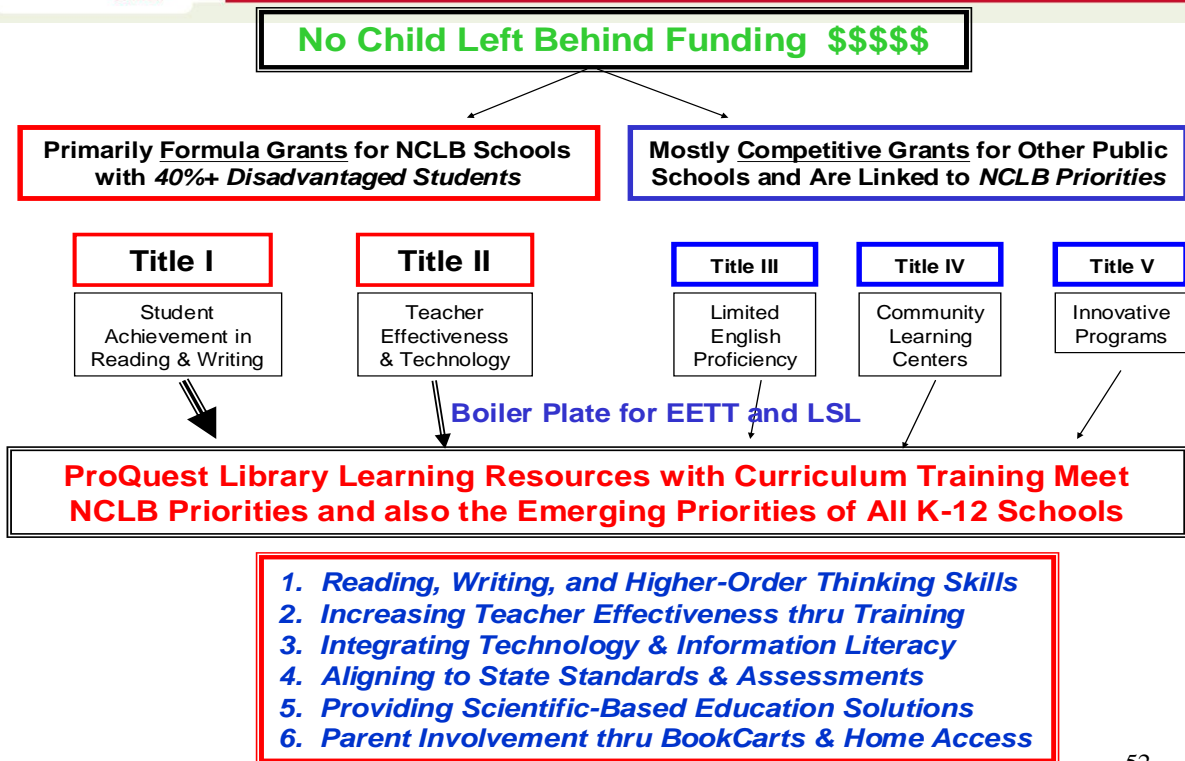 No Child Left Behind Funding $$$$$
Primarily Formula Grants for NCLB Schools
with 40%+ Disadvantaged Students
Mostly Competitive Grants for Other Public
Schools and Are Linked to NCLB Priorities
Title I
Title II
Title III
Title IV
Title V
Student
Achievement in
Reading & Writing
Teacher
Effectiveness
& Technology
Limited
English
Proficiency
Community
Learning
Centers
Innovative
Programs
Boiler Plate for EETT and LSL
ProQuest Library Learning Resources with Curriculum Training Meet
NCLB Priorities and also the Emerging Priorities of All K-12 Schools
1. Reading, Writing, and Higher-Order Thinking Skills
2. Increasing Teacher Effectiveness thru Training
3. Integrating Technology & Information Literacy
4. Aligning to State Standards & Assessments
5. Providing Scientific-Based Education Solutions
6. Parent Involvement thru BookCarts & Home Access